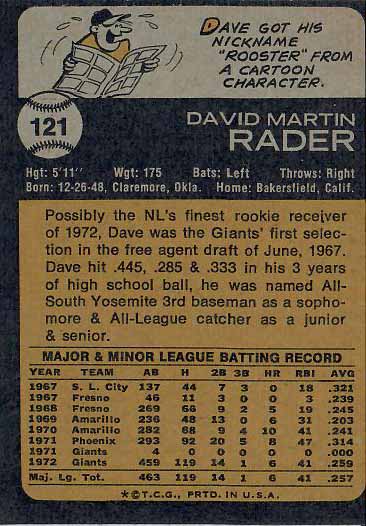 DAVE GOT HIS
NICKNAME
"ROOSTER" FROM
A CARTOON
CHARACTER.
121
DAVID MARTIN
RADER
Hgt: 5'11" Wgt: 175 Bats: Left Throws: Right
Born: 12-26-48, Claremore, Okla. Home: Bakersfield, Calif.
Possibly the NL's finest rookie receiver
of 1972, Dave was the Giants' first selec-
tion in the free agent draft of June, 1967.
Dave hit .445, .285 & .333 in his 3 years
of high school ball, he was named All-
South Yosemite 3rd baseman as a sopho-
more & All-League catcher as a junior
& senior.
MAJOR & MINOR LEAGUE BATTING RECORD
YEAR TEAM AB H 2B 3B HR RBI AVG
1967 S. L. City 137 44 7 3 0 18 .321
1967 Fresno 46 11 3 0 0 3 .239
1968 Fresno 269 66 9 2 5 19 .245
1969 Amarillo 236 48 13 0 6 31 .203
1970 Amarillo 282 68 9 4 10 41 .241
1971 Phoenix 293 92 20 5 8 47 .314
1971 Giants 4 0 0 0 0 0 .000
1972 Giants 459 119 14 1 6 41 .259
Maj. Lg. Tot. 463 119 14 1 6 41 .257
*©T.C.G., PRTD. IN U.S.A.